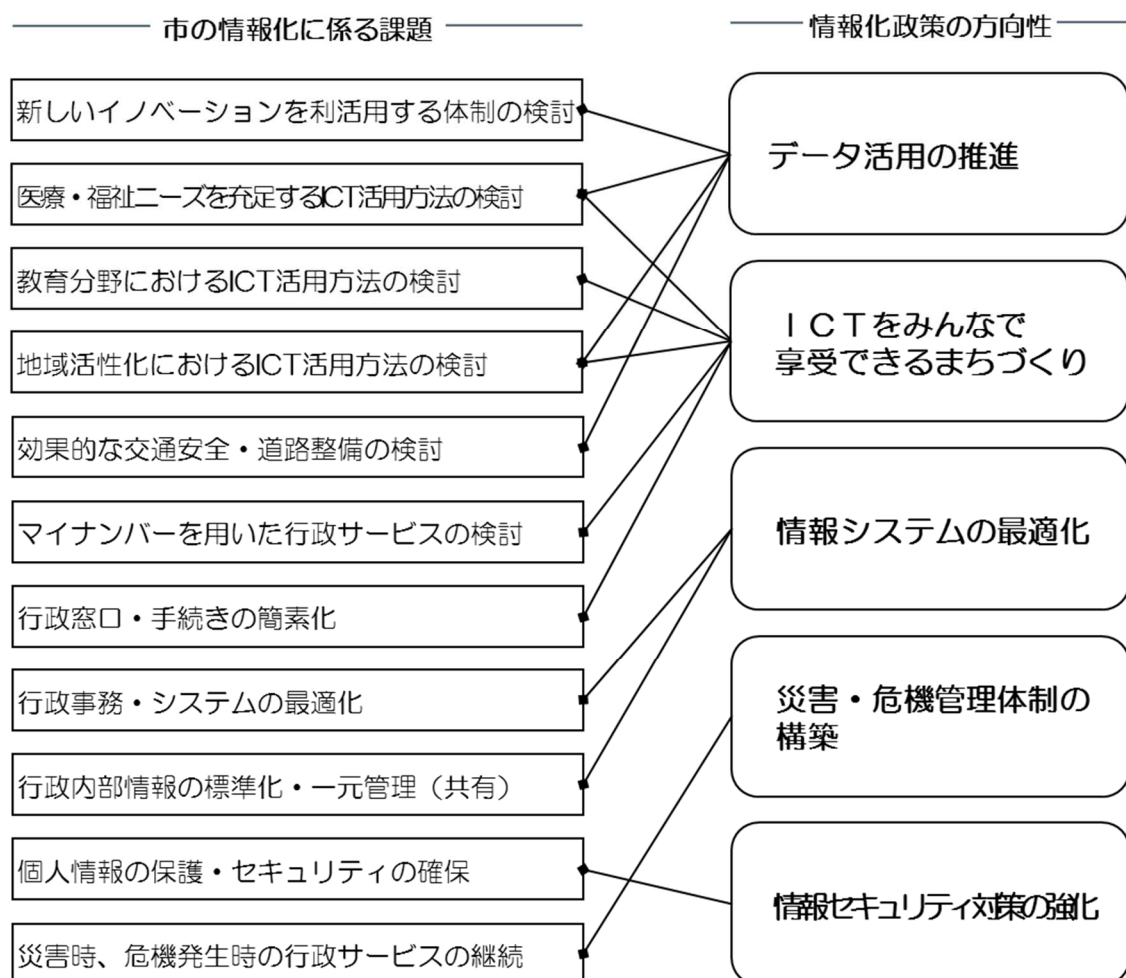 市の情報化に係る課題
新しいイノベーションを利活用する体制の検討
医療・福祉ニーズを充足するICT活用方法の検討
教育分野におけるICT活用方法の検討
地域活性化におけるICT活用方法の検討
効果的な交通安全・道路整備の検討
マイナンバーを用いた行政サービスの検討
行政窓口・手続きの簡素化
行政事務・システムの最適化
行政内部情報の標準化・一元管理（共有）
個人情報の保護・セキュリティの確保
災害時、危機発生時の行政サービスの継続
情報化政策の方向性
データ活用の推進
ＩＣＴをみんなで
享受できるまちづくり
情報システムの最適化
災害・危機管理体制の
構築
情報セキュリティ対策の強化